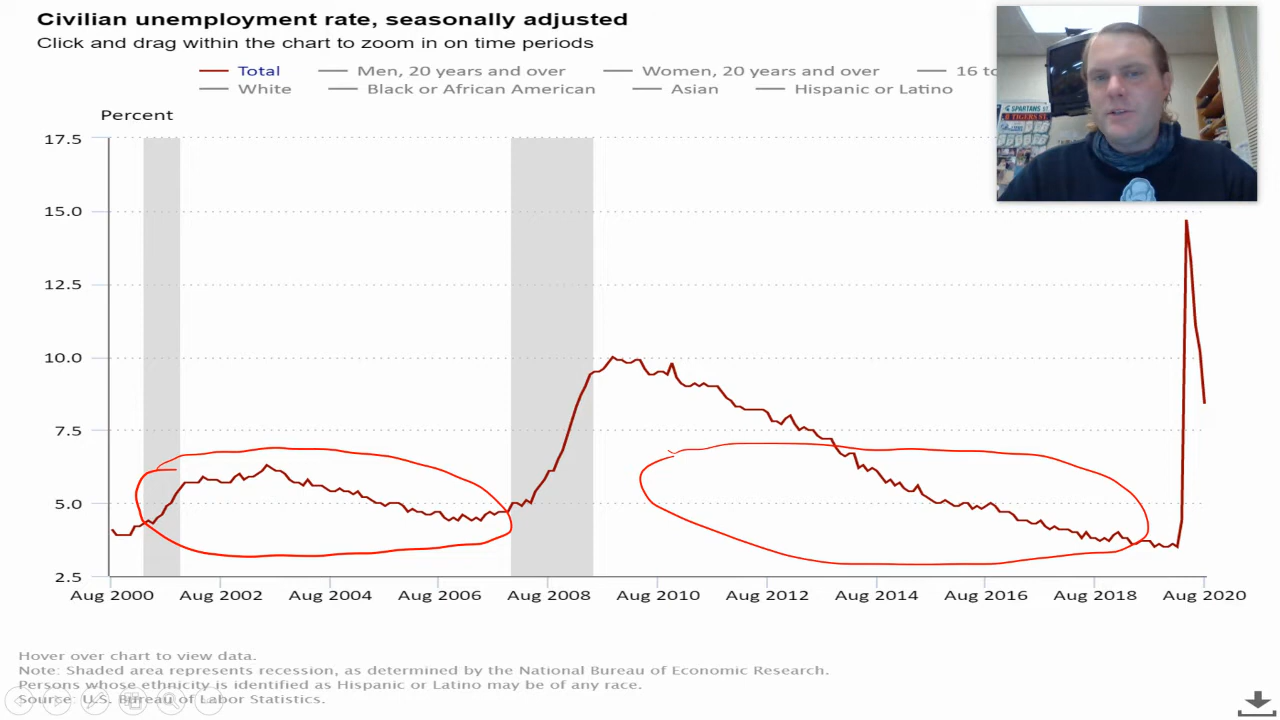 Civilian unemployment rate, seasonally adjusted
Click and drag within the chart to zoom in on time periods
Total Men, 20 years and over Women, 20 years and over 16 to
White Black or African American Asian Hispanic or Latino
SPARTANS
Percent
17.5
15.0
12.5
10.0
7.5
5.0
2.5
Aug 2000 Aug 2002 Aug 2004 Aug 2006 Aug 2008 Aug 2010 Aug 2012 Aug 2014 Aug 2016 Aug 2018 Aug 2020
Hover over chart to view data.
Note: Shaded area represents recession, as determined by the National Bureau of Economic Research.
Persons whose ethnicity is identified as Hispanic or Latino may be of any race.
Source: U.S. Bureau of Labor Statistics.